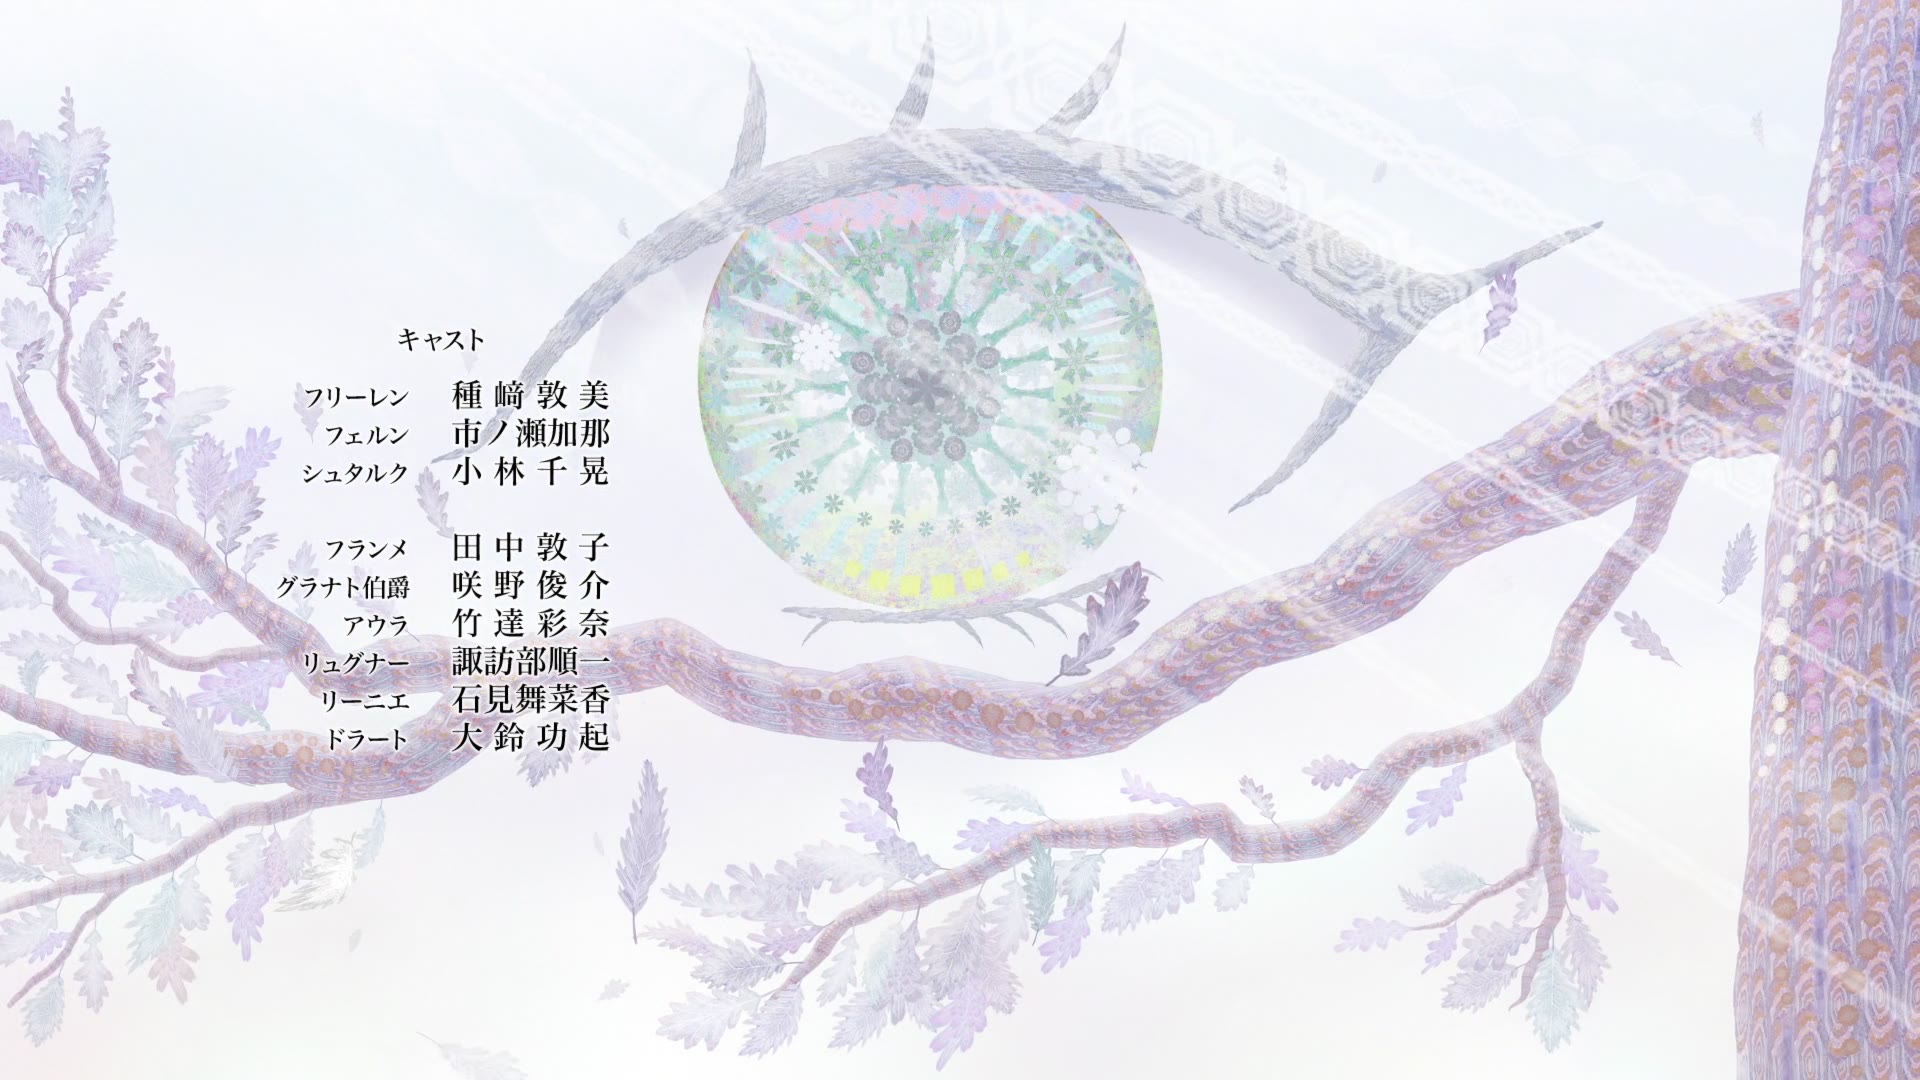 キャスト
フリーレン 種﨑敦美
フェルン 市ノ瀬加那
シュタルク 小林千晃
フランメ 田中敦子
グラナト伯爵 咲野俊介
アウラ 竹達彩奈
リュグナー 諏訪部順一
リーニエ 石見舞菜香
ドラート 大鈴功起